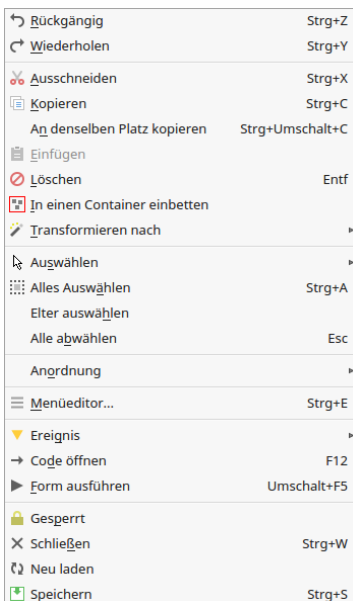 Rückgängig Strg+Z
Wiederholen Strg+Y
Ausschneiden Strg+X
Kopieren Strg+C
An denselben Platz kopieren Strg+Umschalt+C
Einfügen
Löschen Entf
In einen Container einbetten
Transformieren nach
Auswählen
Alles Auswählen Strg+A
Elter auswählen
Alle abwählen Esc
Anordnung
Menüeditor... Strg+E
Ereignis
Code öffnen F12
Form ausführen Umschalt+F5
Gesperrt
Schließen Strg+W
Neu laden
Speichern Strg+S